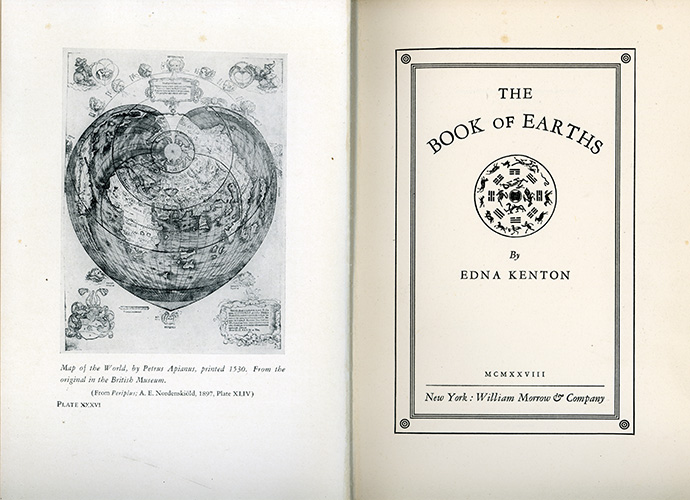 Map of the World, by Petrus Apianus, printed 1530. From the
original in the British Museum.
(From Periplus; A. E. Nordenskiöld, 1897, Plate XLIV)
PLATE XXXVI
THE
BOOK OF EARTHS
By
EDNA KENTON
MCMXXVIII
New York : William Morrow & Company